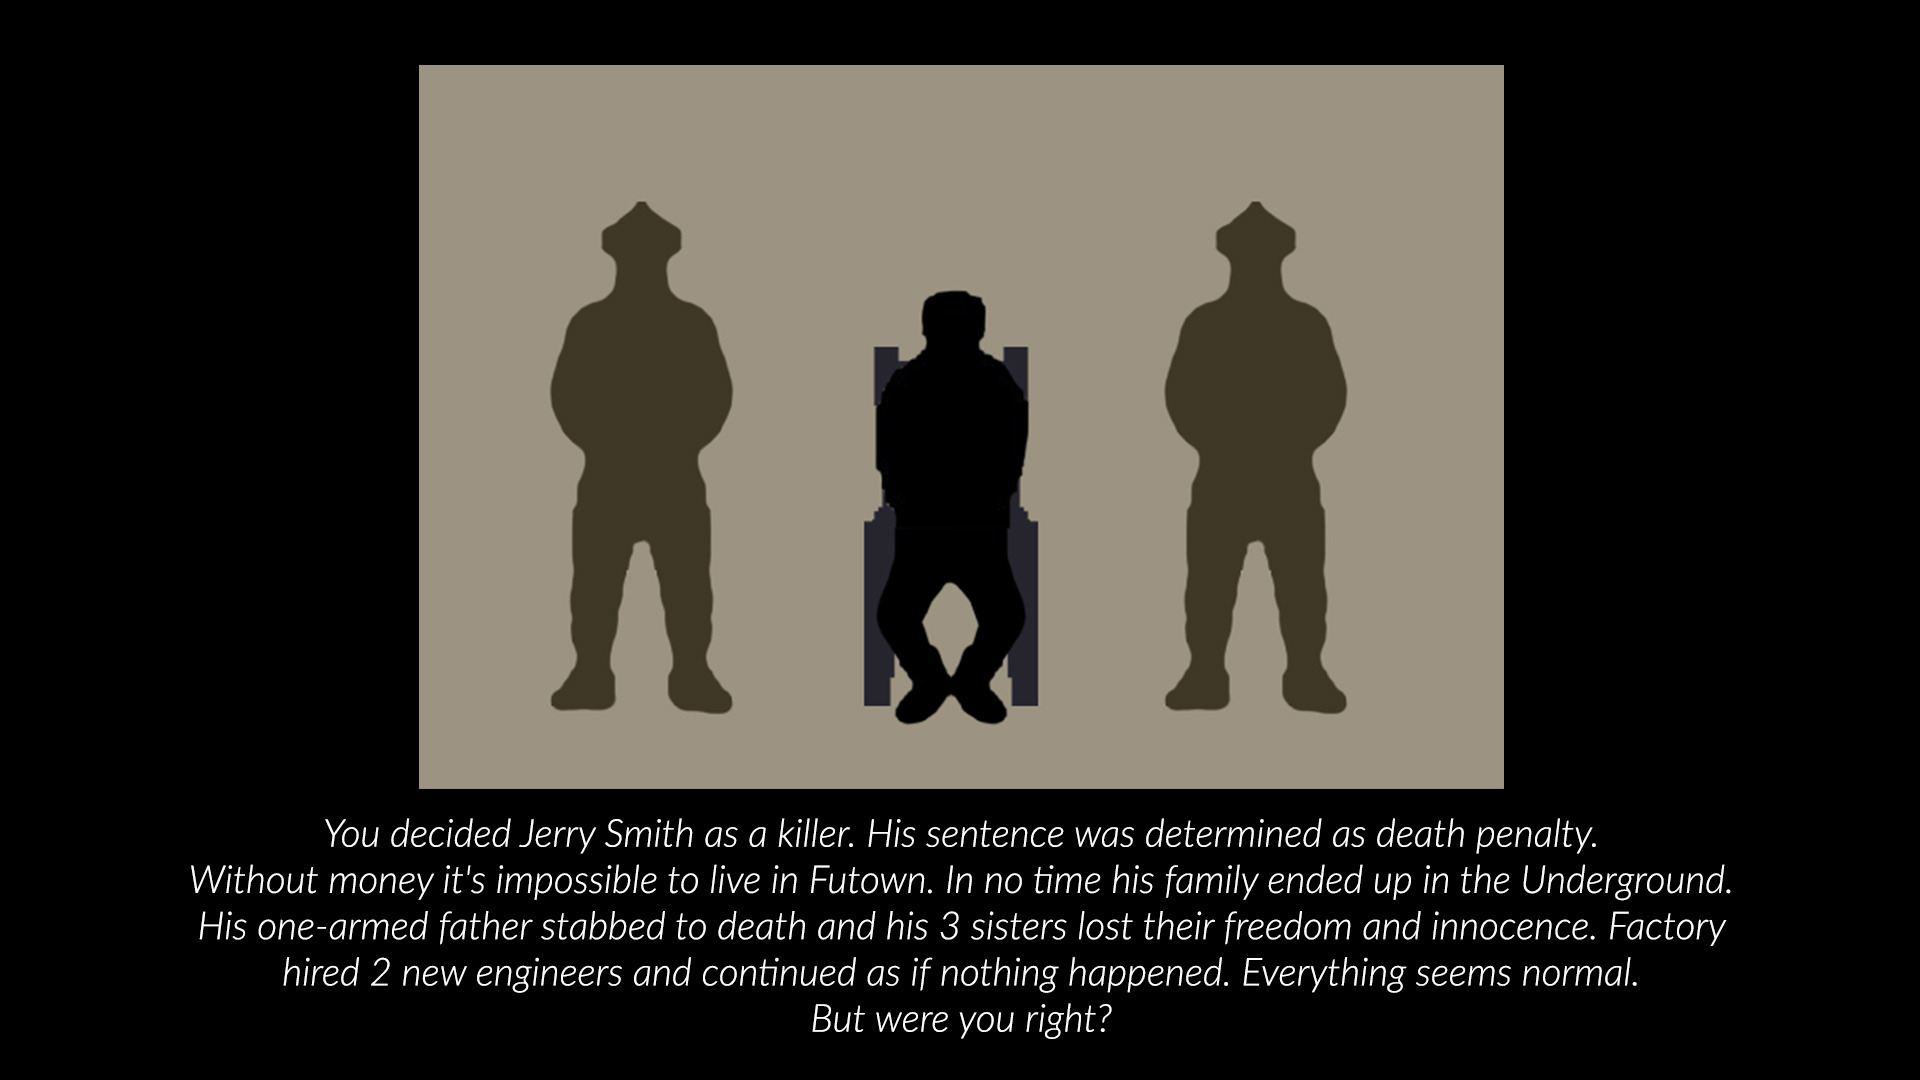 You decided Jerry Smith as a killer. His sentence was determined as death penalty.
Without money it's impossible to live in Futown. In no time his family ended up in the Underground.
His one-armed father stabbed to death and his 3 sisters lost their freedom and innocence. Factory
hired 2 new engineers and continued as if nothing happened. Everything seems normal.
But were you right?